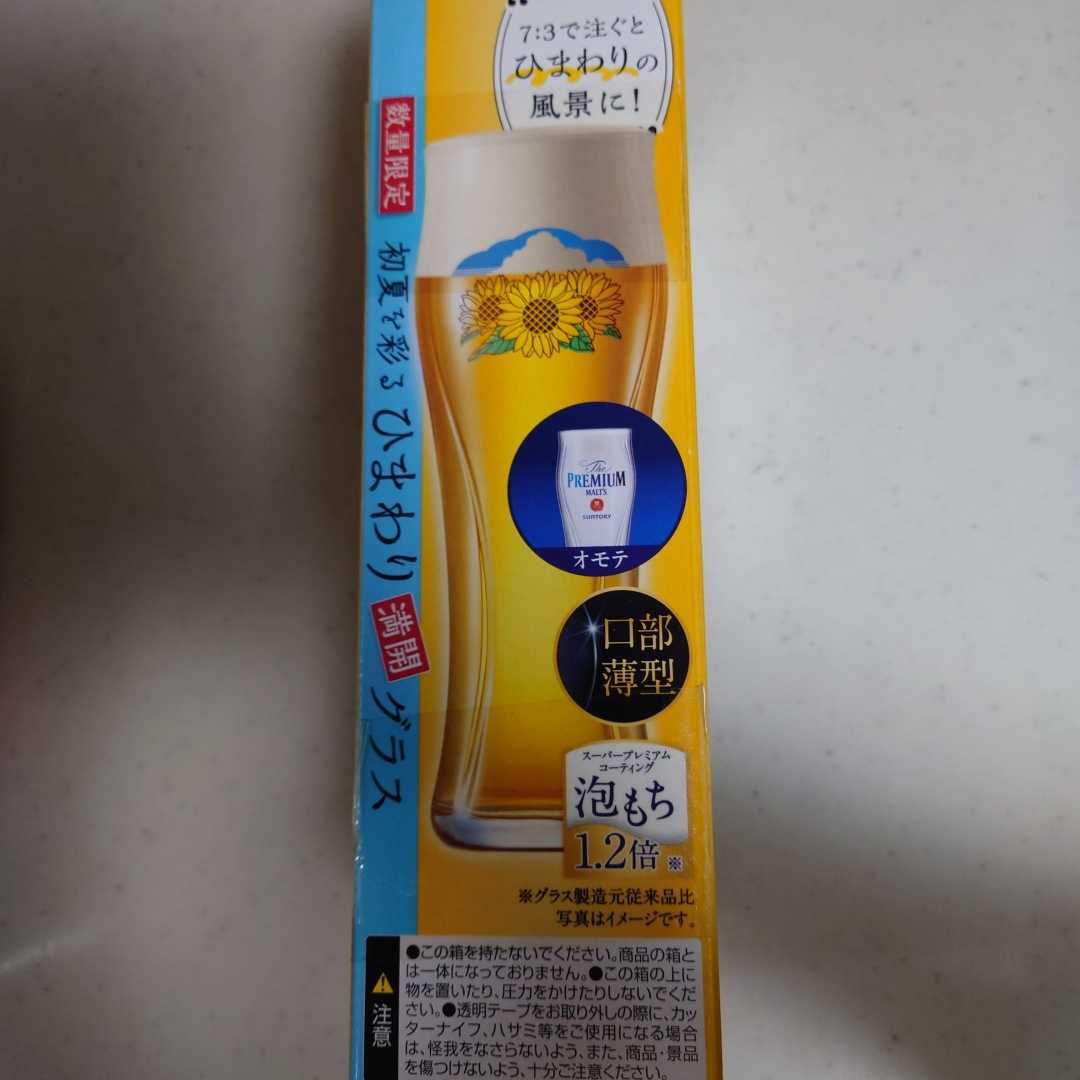 7:3で注ぐと
ひまわりの
風景に!
数量限定
初夏を彩るひまわり満開グラス
The
PREMIUM
MALT'S
SUNTORY
オモテ
口部
薄型
スーパープレミアム
コーティング
泡もち
1.2倍※
※グラス製造元従来品比
写真はイメージです。
注意
●この箱を持たないでください。商品の箱と
は一体になっておりません。●この箱の上に
物を置いたり、圧力をかけたりしないでくだ
さい。●透明テープをお取り外しの際に、カッ
ターナイフ、ハサミ等をご使用になる場合
は、怪我をなさらないよう、また、商品・景品
を傷つけないよう、十分ご注意ください。